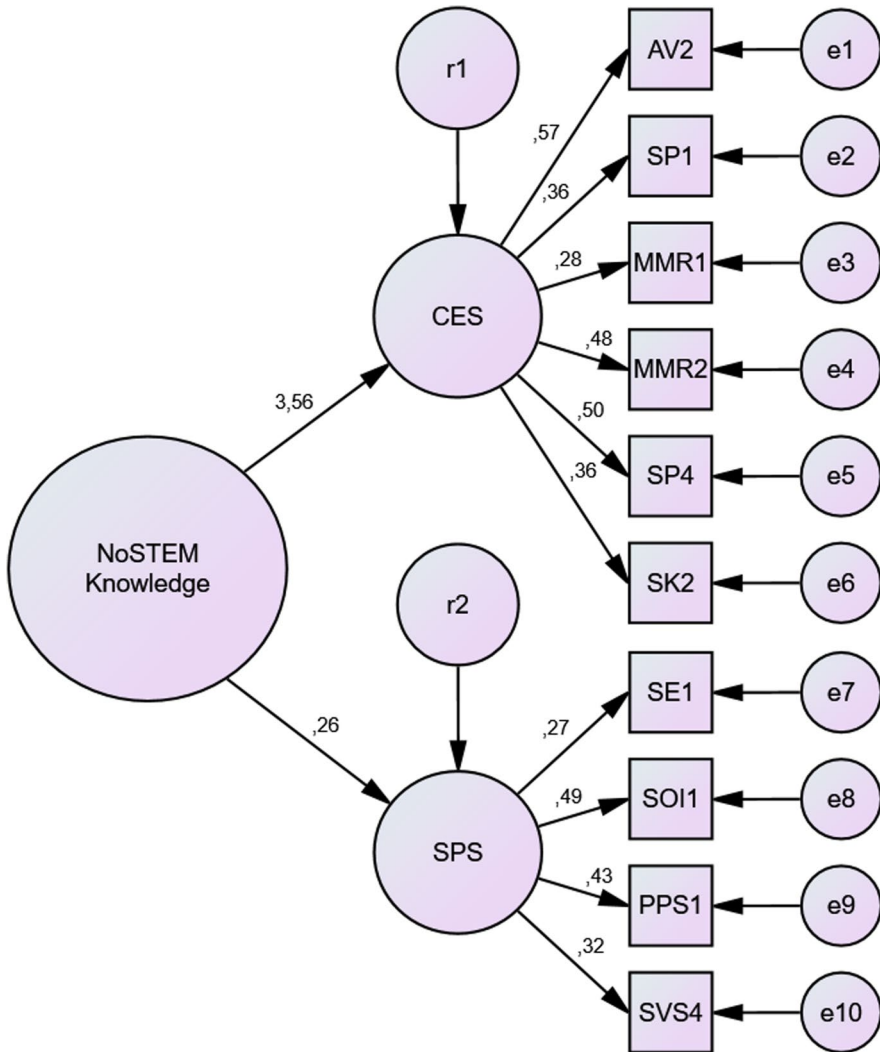 AV2
e1
r1
,57
SP1
e2
,36
MMR1
e3
,28
CES
MMR2
e4
,48
3,56
,50
SP4
e5
,36
NoSTEM
Knowledge
SK2
e6
r2
SE1
e7
,26
,27
SOI1
e8
,49
SPS
PPS1
e9
,43
,32
SVS4
e10